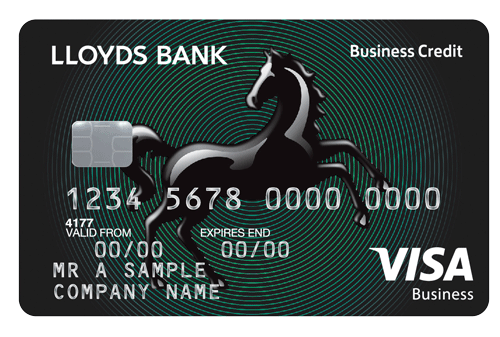 LLOYDS BANK Business Credit
1234 5678 0000 0000
4177
VALID FROM EXPIRES END
00/00 00/00
MR A SAMPLE
COMPANY NAME
VISA
Business